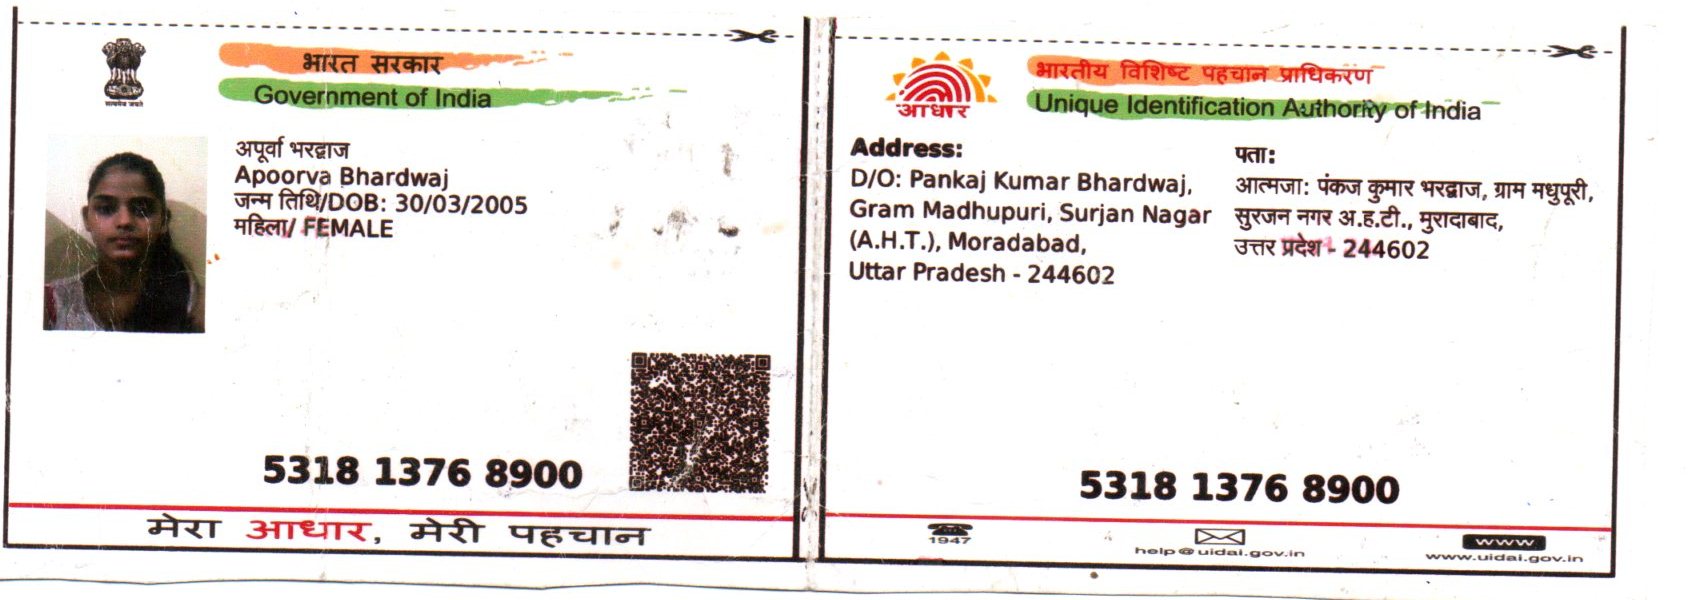 भारत सरकार
Government of India
सत्यमेव जयते
अपूर्वा भरद्वाज
Apoorva Bhardwaj
जन्म तिथि/DOB: 30/03/2005
महिला/ FEMALE
5318 1376 8900
मेरा आधार, मेरी पहचान
भारतीय विशिष्ट पहचान प्राधिकरण
Unique Identification Authority of India
आधार
Address:
D/O: Pankaj Kumar Bhardwaj,
Gram Madhupuri, Surjan Nagar
(A.H.T.), Moradabad,
Uttar Pradesh - 244602
पता:
आत्मजा: पंकज कुमार भरद्वाज, ग्राम मधुपूरी,
सुरजन नगर अ.ह.टी., मुरादाबाद,
उत्तर प्रदेश - 244602
5318 1376 8900
1947
help@uidai.gov.in
www
www.uidai.gov.in